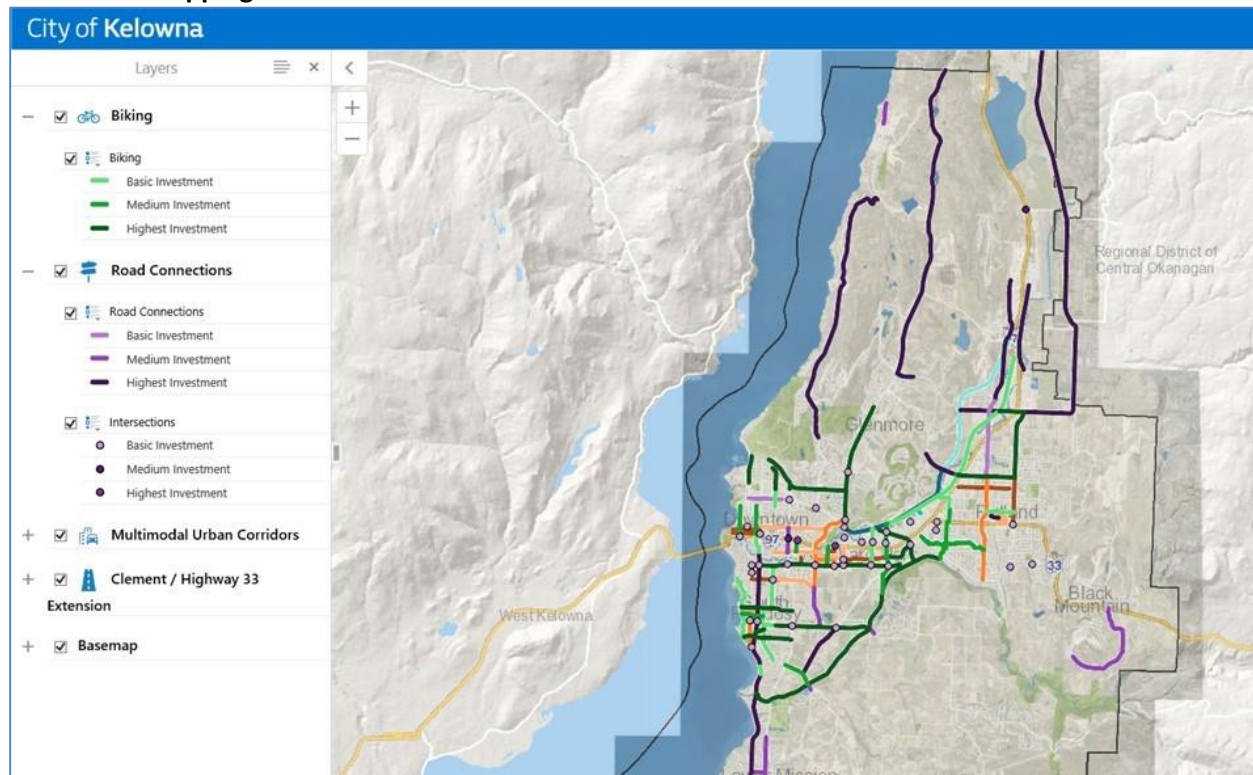 City of Kelowna
Layers
Biking
Biking
Basic Investment
Medium Investment
Highest Investment
Road Connections
Road Connections
Basic Investment
Medium Investment
Highest Investment
Intersections
Basic Investment
Medium Investment
Highest Investment
Multimodal Urban Corridors
Clement / Highway 33
Extension
Basemap
Regional District of
Central Okanagan
Glenmore
Downtown
97
33
Black
Mountain
West Kelowna